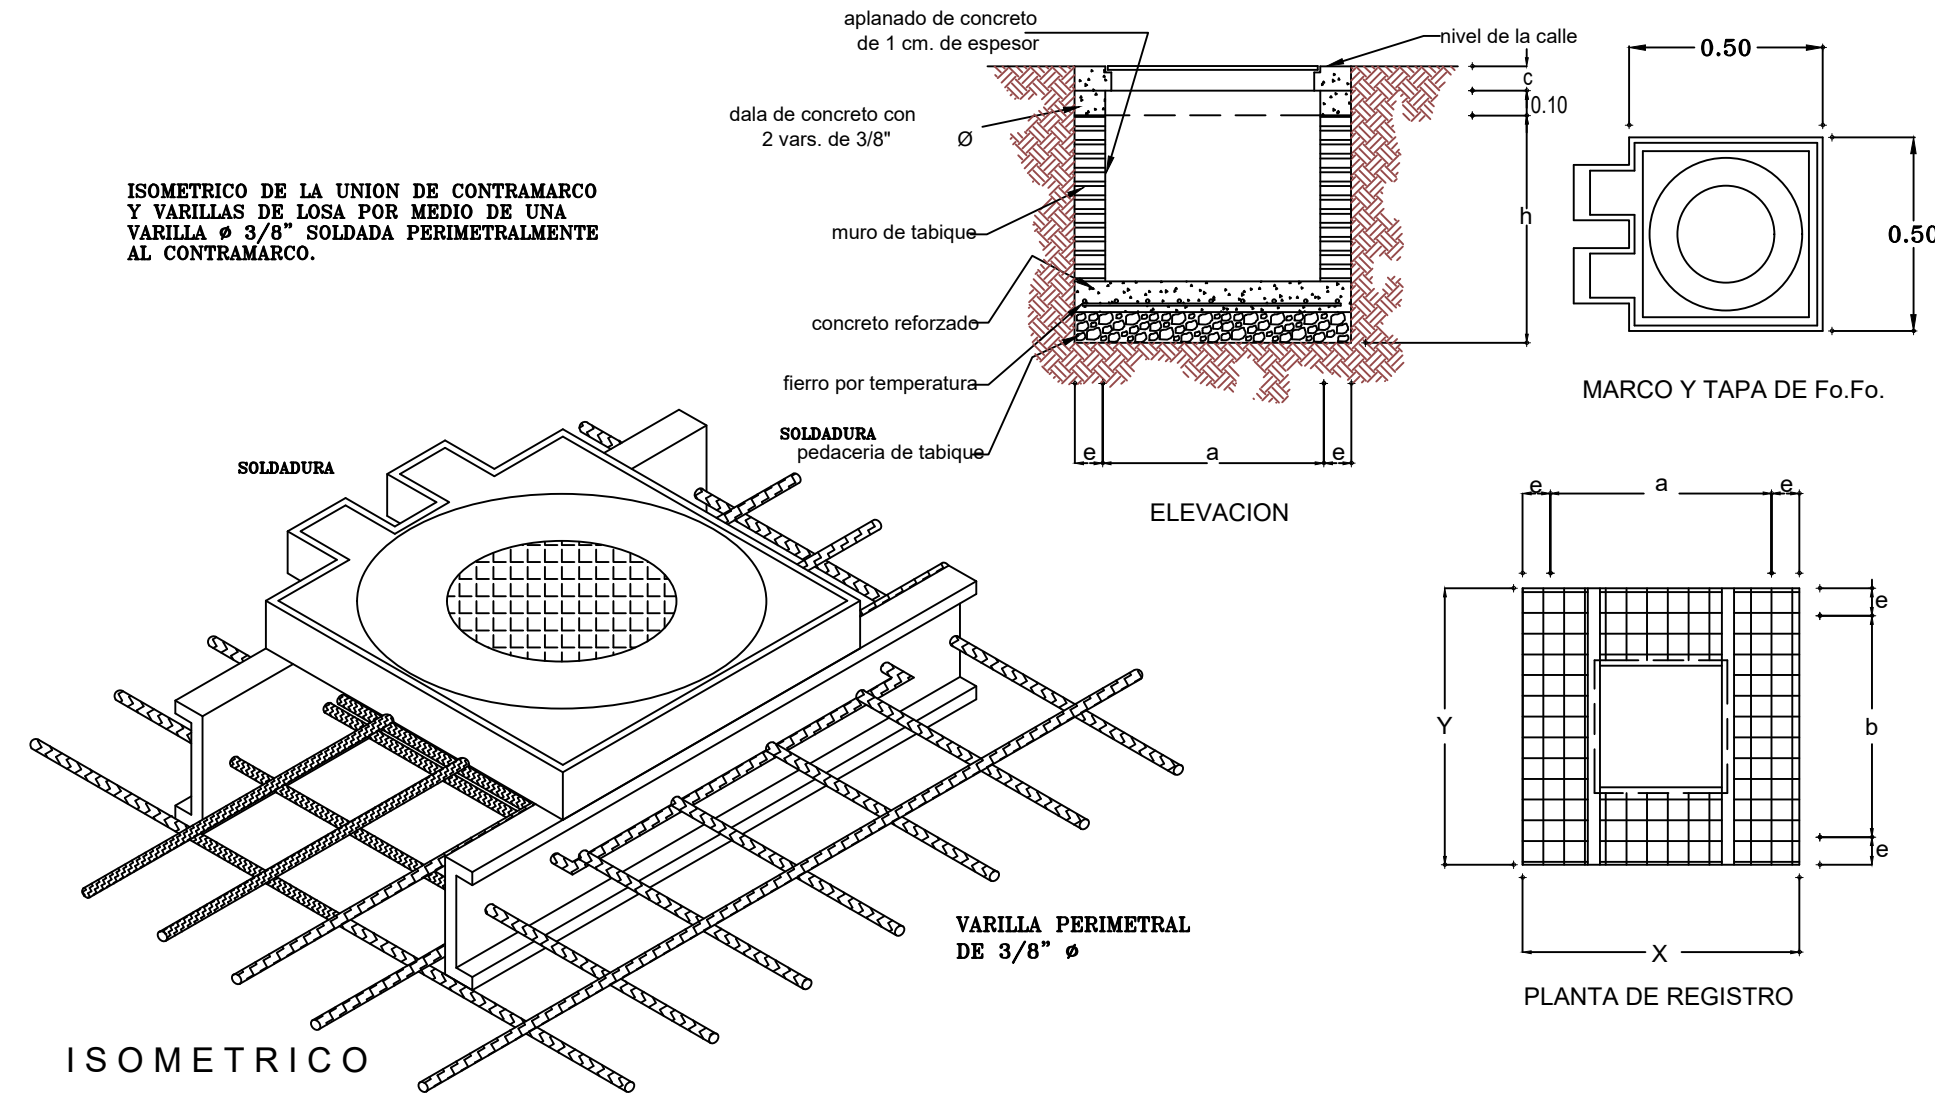 aplanado de concreto
de 1 cm. de espesor
nivel de la calle
c
0.10
h
dala de concreto con
2 vars. de 3/8"
Ø
muro de tabique
concreto reforzado
fierro por temperatura
pedaceria de tabique
e
a
e
ELEVACION
0.50
0.50
MARCO Y TAPA DE Fo.Fo.
ISOMETRICO DE LA UNION DE CONTRAMARCO
Y VARILLAS DE LOSA POR MEDIO DE UNA
VARILLA ø 3/8" SOLDADA PERIMETRALMENTE
AL CONTRAMARCO.
SOLDADURA
SOLDADURA
VARILLA PERIMETRAL
DE 3/8" ø
ISOMETRICO
e
a
e
e
Y
b
e
X
PLANTA DE REGISTRO